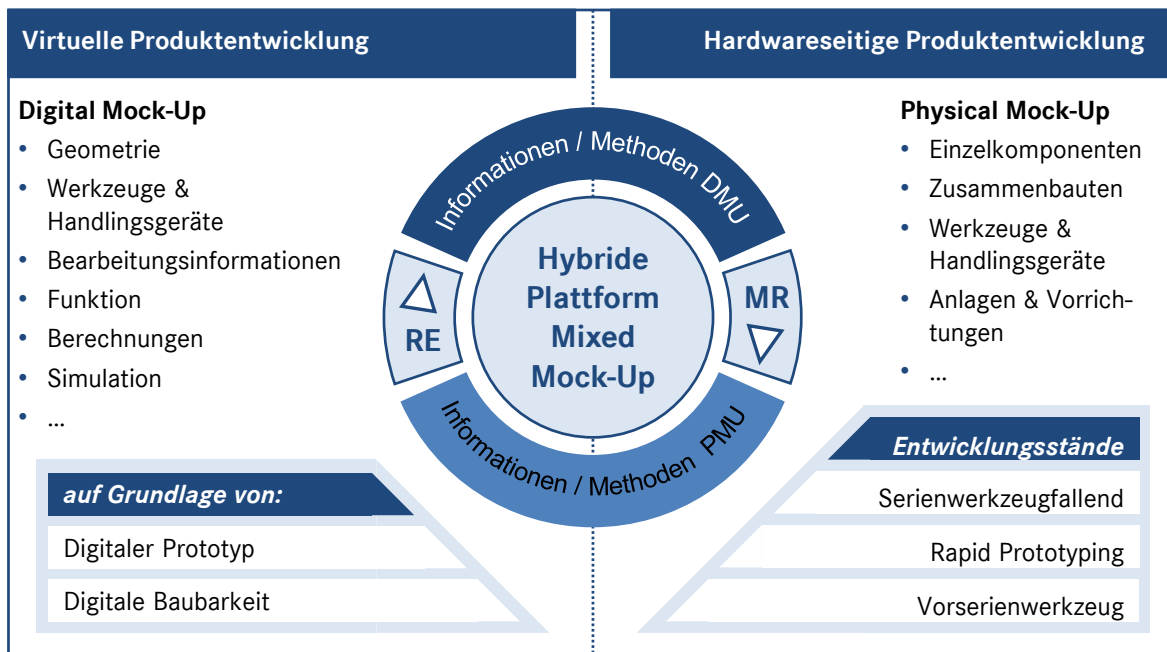 Virtuelle Produktentwicklung
Hardwareseitige Produktentwicklung
Digital Mock-Up
• Geometrie
• Werkzeuge &
Handlingsgeräte
• Bearbeitungsinformationen
• Funktion
• Berechnungen
• Simulation
• ...
Informationen / Methoden DMU
Hybride
Plattform
Mixed
Mock-Up
RE
MR
Informationen / Methoden PMU
Physical Mock-Up
• Einzelkomponenten
• Zusammenbauten
• Werkzeuge &
Handlingsgeräte
• Anlagen & Vorrich-
tungen
• ...
auf Grundlage von:
Digitaler Prototyp
Digitale Baubarkeit
Entwicklungsstände
Serienwerkzeugfallend
Rapid Prototyping
Vorserienwerkzeug